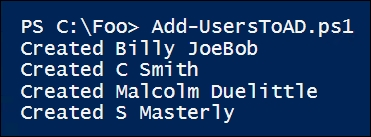 PS C:\Foo> Add-UsersToAD.ps1
Created Billy JoeBob
Created C Smith
Created Malcolm Duelittle
Created S Masterly